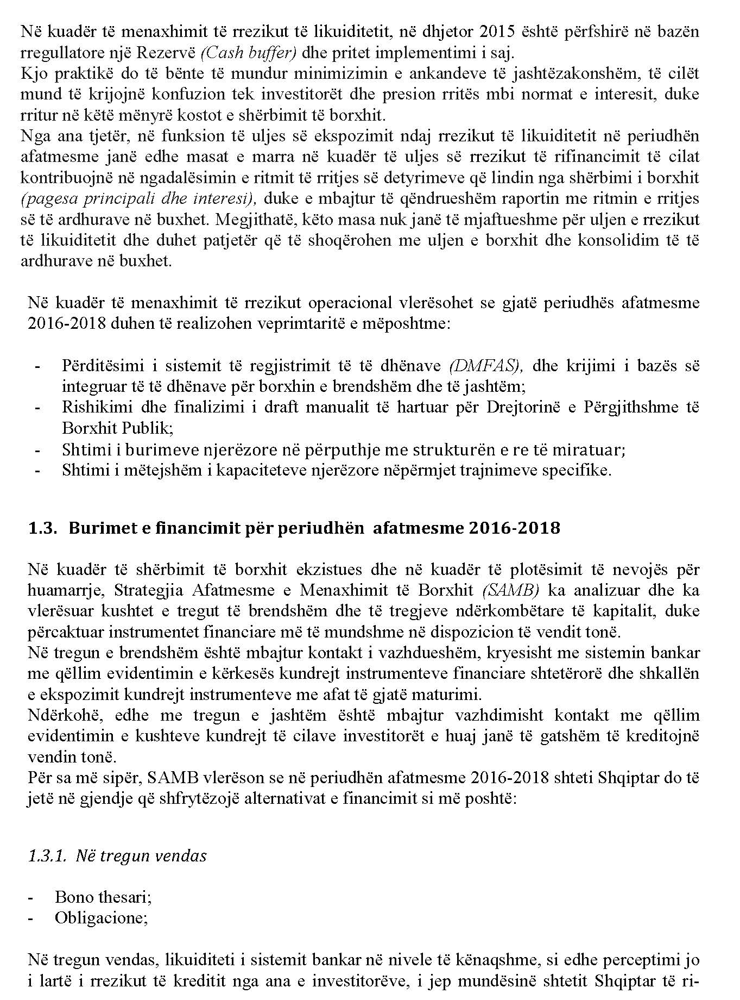 Në kuadër të menaxhimit të rrezikut të likuiditetit, në dhjetor 2015 është përfshirë në bazën
rregullatore një Rezervë (Cash buffer) dhe pritet implementimi i saj.
Kjo praktikë do të bënte të mundur minimizimin e ankandeve të jashtëzakonshëm, të cilët
mund të krijojnë konfuzion tek investitorët dhe presion rritës mbi normat e interesit, duke
rritur në këtë mënyrë kostot e shërbimit të borxhit.
Nga ana tjetër, në funksion të uljes së ekspozimit ndaj rrezikut të likuiditetit në periudhën
afatmesme janë edhe masat e marra në kuadër të uljes së rrezikut të rifinancimit të cilat
kontribuojnë në ngadalësimin e ritmit të rritjes së detyrimeve që lindin nga shërbimi i borxhit
(pagesa principali dhe interesi), duke e mbajtur të qëndrueshëm raportin me ritmin e rritjes
së të ardhurave në buxhet. Megjithatë, këto masa nuk janë të mjaftueshme për uljen e rrezikut
të likuiditetit dhe duhet patjetër që të shoqërohen me uljen e borxhit dhe konsolidim të të
ardhurave në buxhet.
Në kuadër të menaxhimit të rrezikut operacional vlerësohet se gjatë periudhës afatmesme
2016-2018 duhen të realizohen veprimtaritë e mëposhtme:
- Përditësimi i sistemit të regjistrimit të të dhënave (DMFAS), dhe krijimi i bazës së
integruar të të dhënave për borxhin e brendshëm dhe të jashtëm;
- Rishikimi dhe finalizimi i draft manualit të hartuar për Drejtorinë e Përgjithshme të
Borxhit Publik;
- Shtimi i burimeve njerëzore në përputhje me strukturën e re të miratuar;
- Shtimi i mëtejshëm i kapaciteteve njerëzore nëpërmjet trajnimeve specifike.
1.3. Burimet e financimit për periudhën afatmesme 2016-2018
Në kuadër të shërbimit të borxhit ekzistues dhe në kuadër të plotësimit të nevojës për
huamarrje, Strategjia Afatmesme e Menaxhimit të Borxhit (SAMB) ka analizuar dhe ka
vlerësuar kushtet e tregut të brendshëm dhe të tregjeve ndërkombëtare të kapitalit, duke
përcaktuar instrumentet financiare më të mundshme në dispozicion të vendit tonë.
Në tregun e brendshëm është mbajtur kontakt i vazhdueshëm, kryesisht me sistemin bankar
me qëllim evidentimin e kërkesës kundrejt instrumenteve financiare shtetërorë dhe shkallën
e ekspozimit kundrejt instrumenteve me afat të gjatë maturimi.
Ndërkohë, edhe me tregun e jashtëm është mbajtur vazhdimisht kontakt me qëllim
evidentimin e kushteve kundrejt të cilave investitorët e huaj janë të gatshëm të kreditojnë
vendin tonë.
Për sa më sipër, SAMB vlerëson se në periudhën afatmesme 2016-2018 shteti Shqiptar do të
jetë në gjendje që shfrytëzojë alternativat e financimit si më poshtë:
1.3.1. Në tregun vendas
- Bono thesari;
- Obligacione;
Në tregun vendas, likuiditeti i sistemit bankar në nivele të kënaqshme, si edhe perceptimi jo
i lartë i rrezikut të kreditit nga ana e investitorëve, i jep mundësinë shtetit Shqiptar të ri-